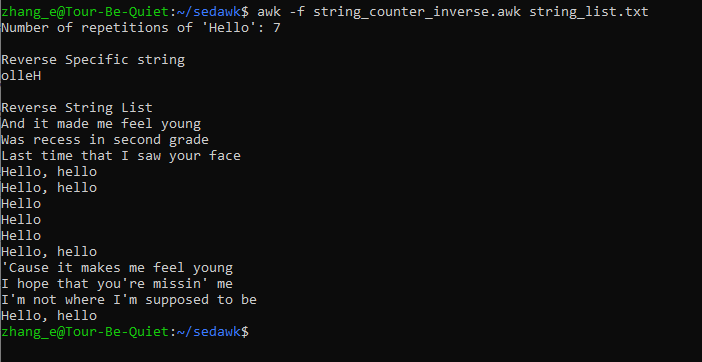 zhang_e@Tour-Be-Quiet:~/sedawk$ awk -f string_counter_inverse.awk string_list.txt
Number of repetitions of 'Hello': 7
Reverse Specific string
olleH
Reverse String List
And it made me feel young
Was recess in second grade
Last time that I saw your face
Hello, hello
Hello, hello
Hello
Hello
Hello
Hello, hello
'Cause it makes me feel young
I hope that you're missin' me
I'm not where I'm supposed to be
Hello, hello
zhang_e@Tour-Be-Quiet:~/sedawk$